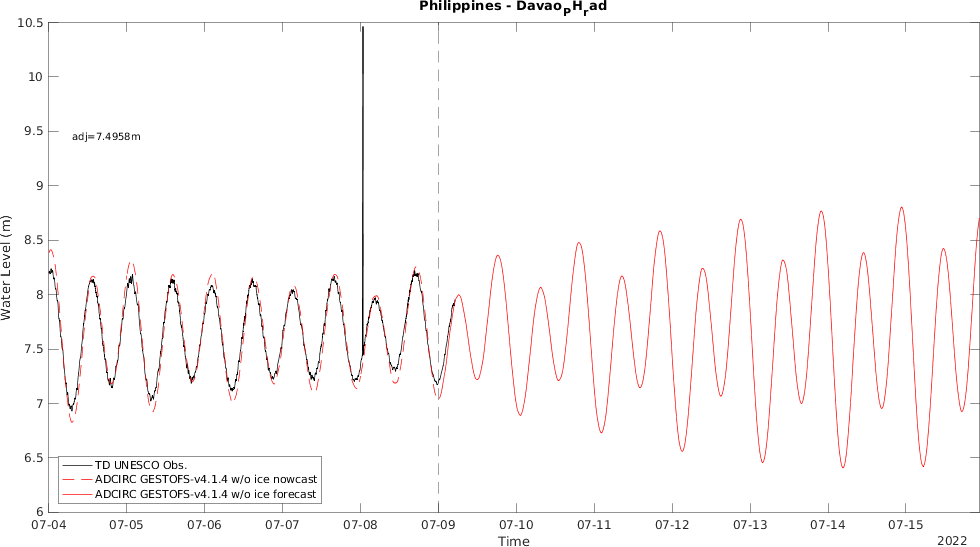 Philippines - Davao_PH_rad
10.5
10
9.5
9
8.5
8
7.5
7
6.5
6
Water Level (m)
adj=7.4958m
TD UNESCO Obs.
ADCIRC GESTOFS-v4.1.4 w/o ice nowcast
ADCIRC GESTOFS-v4.1.4 w/o ice forecast
07-04 07-05 07-06 07-07 07-08 07-09 07-10 07-11 07-12 07-13 07-14 07-15
Time
2022